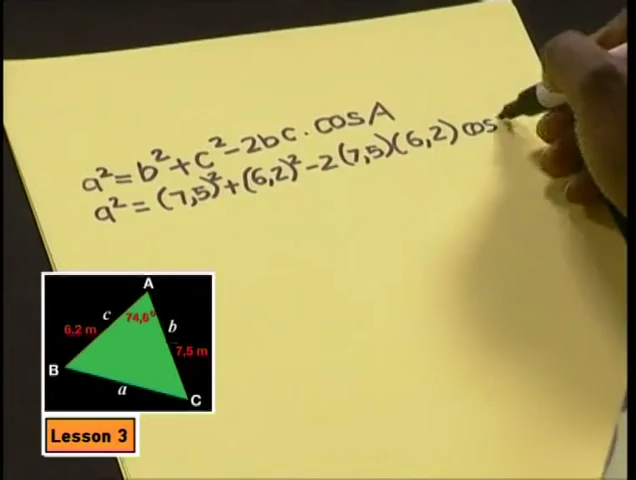 a² = b² + c² - 2bc . cos A
a² = (7,5)² + (6,2)² - 2 (7,5)(6,2) cos
A
c
74,6°
6,2 m
b
7,5 m
B
a
C
Lesson 3